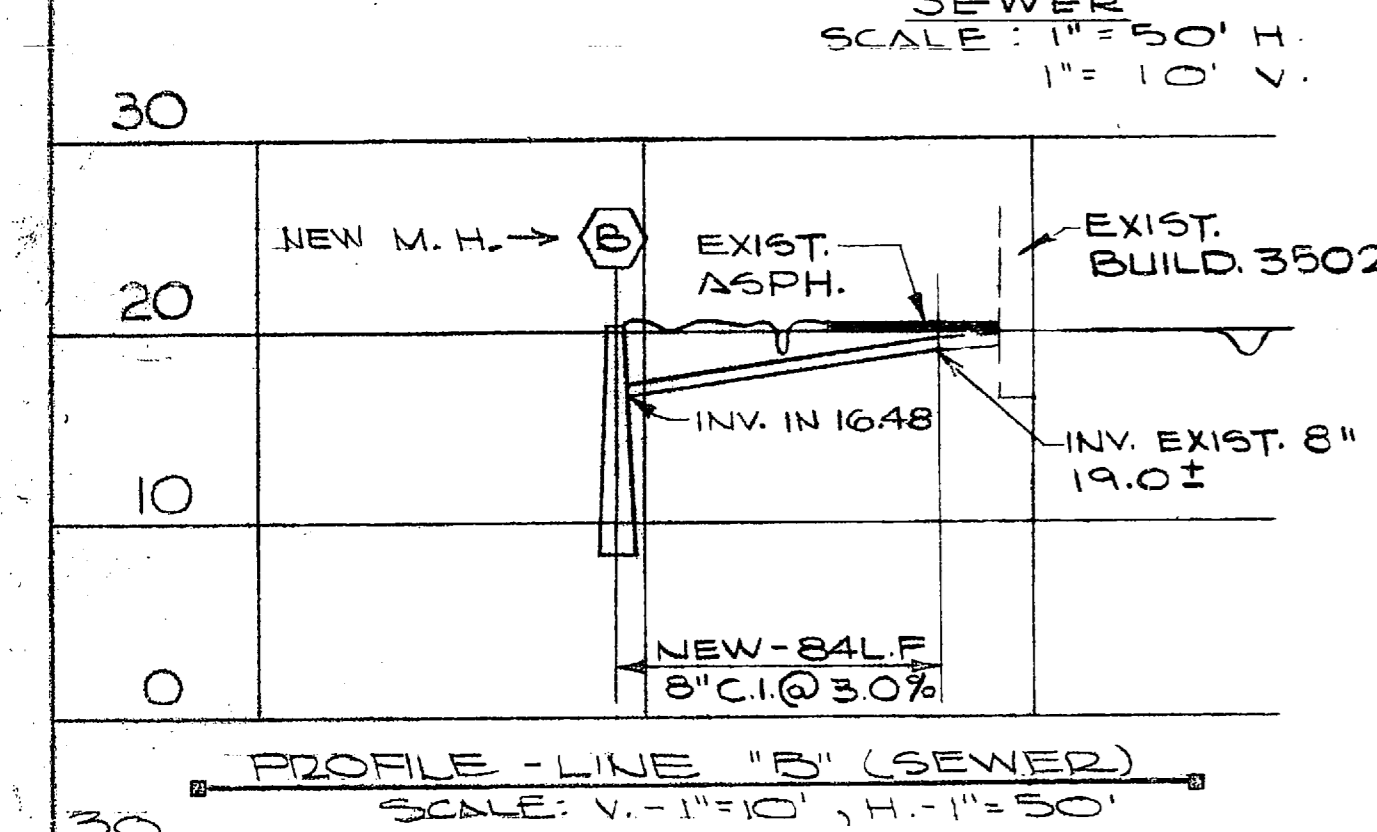 SEWER
SCALE: 1" = 50' H.
1" = 10' V.
30
NEW M.H.
B
EXIST.
ASPH.
EXIST.
BUILD. 3502
20
INV. IN 16.48
INV. EXIST. 8"
19.0±
10
NEW-84L.F
8" C.I.@ 3.0%
0
PROFILE - LINE "B" (SEWER)
SCALE: V.-1"=10', H.-1"=50'
30